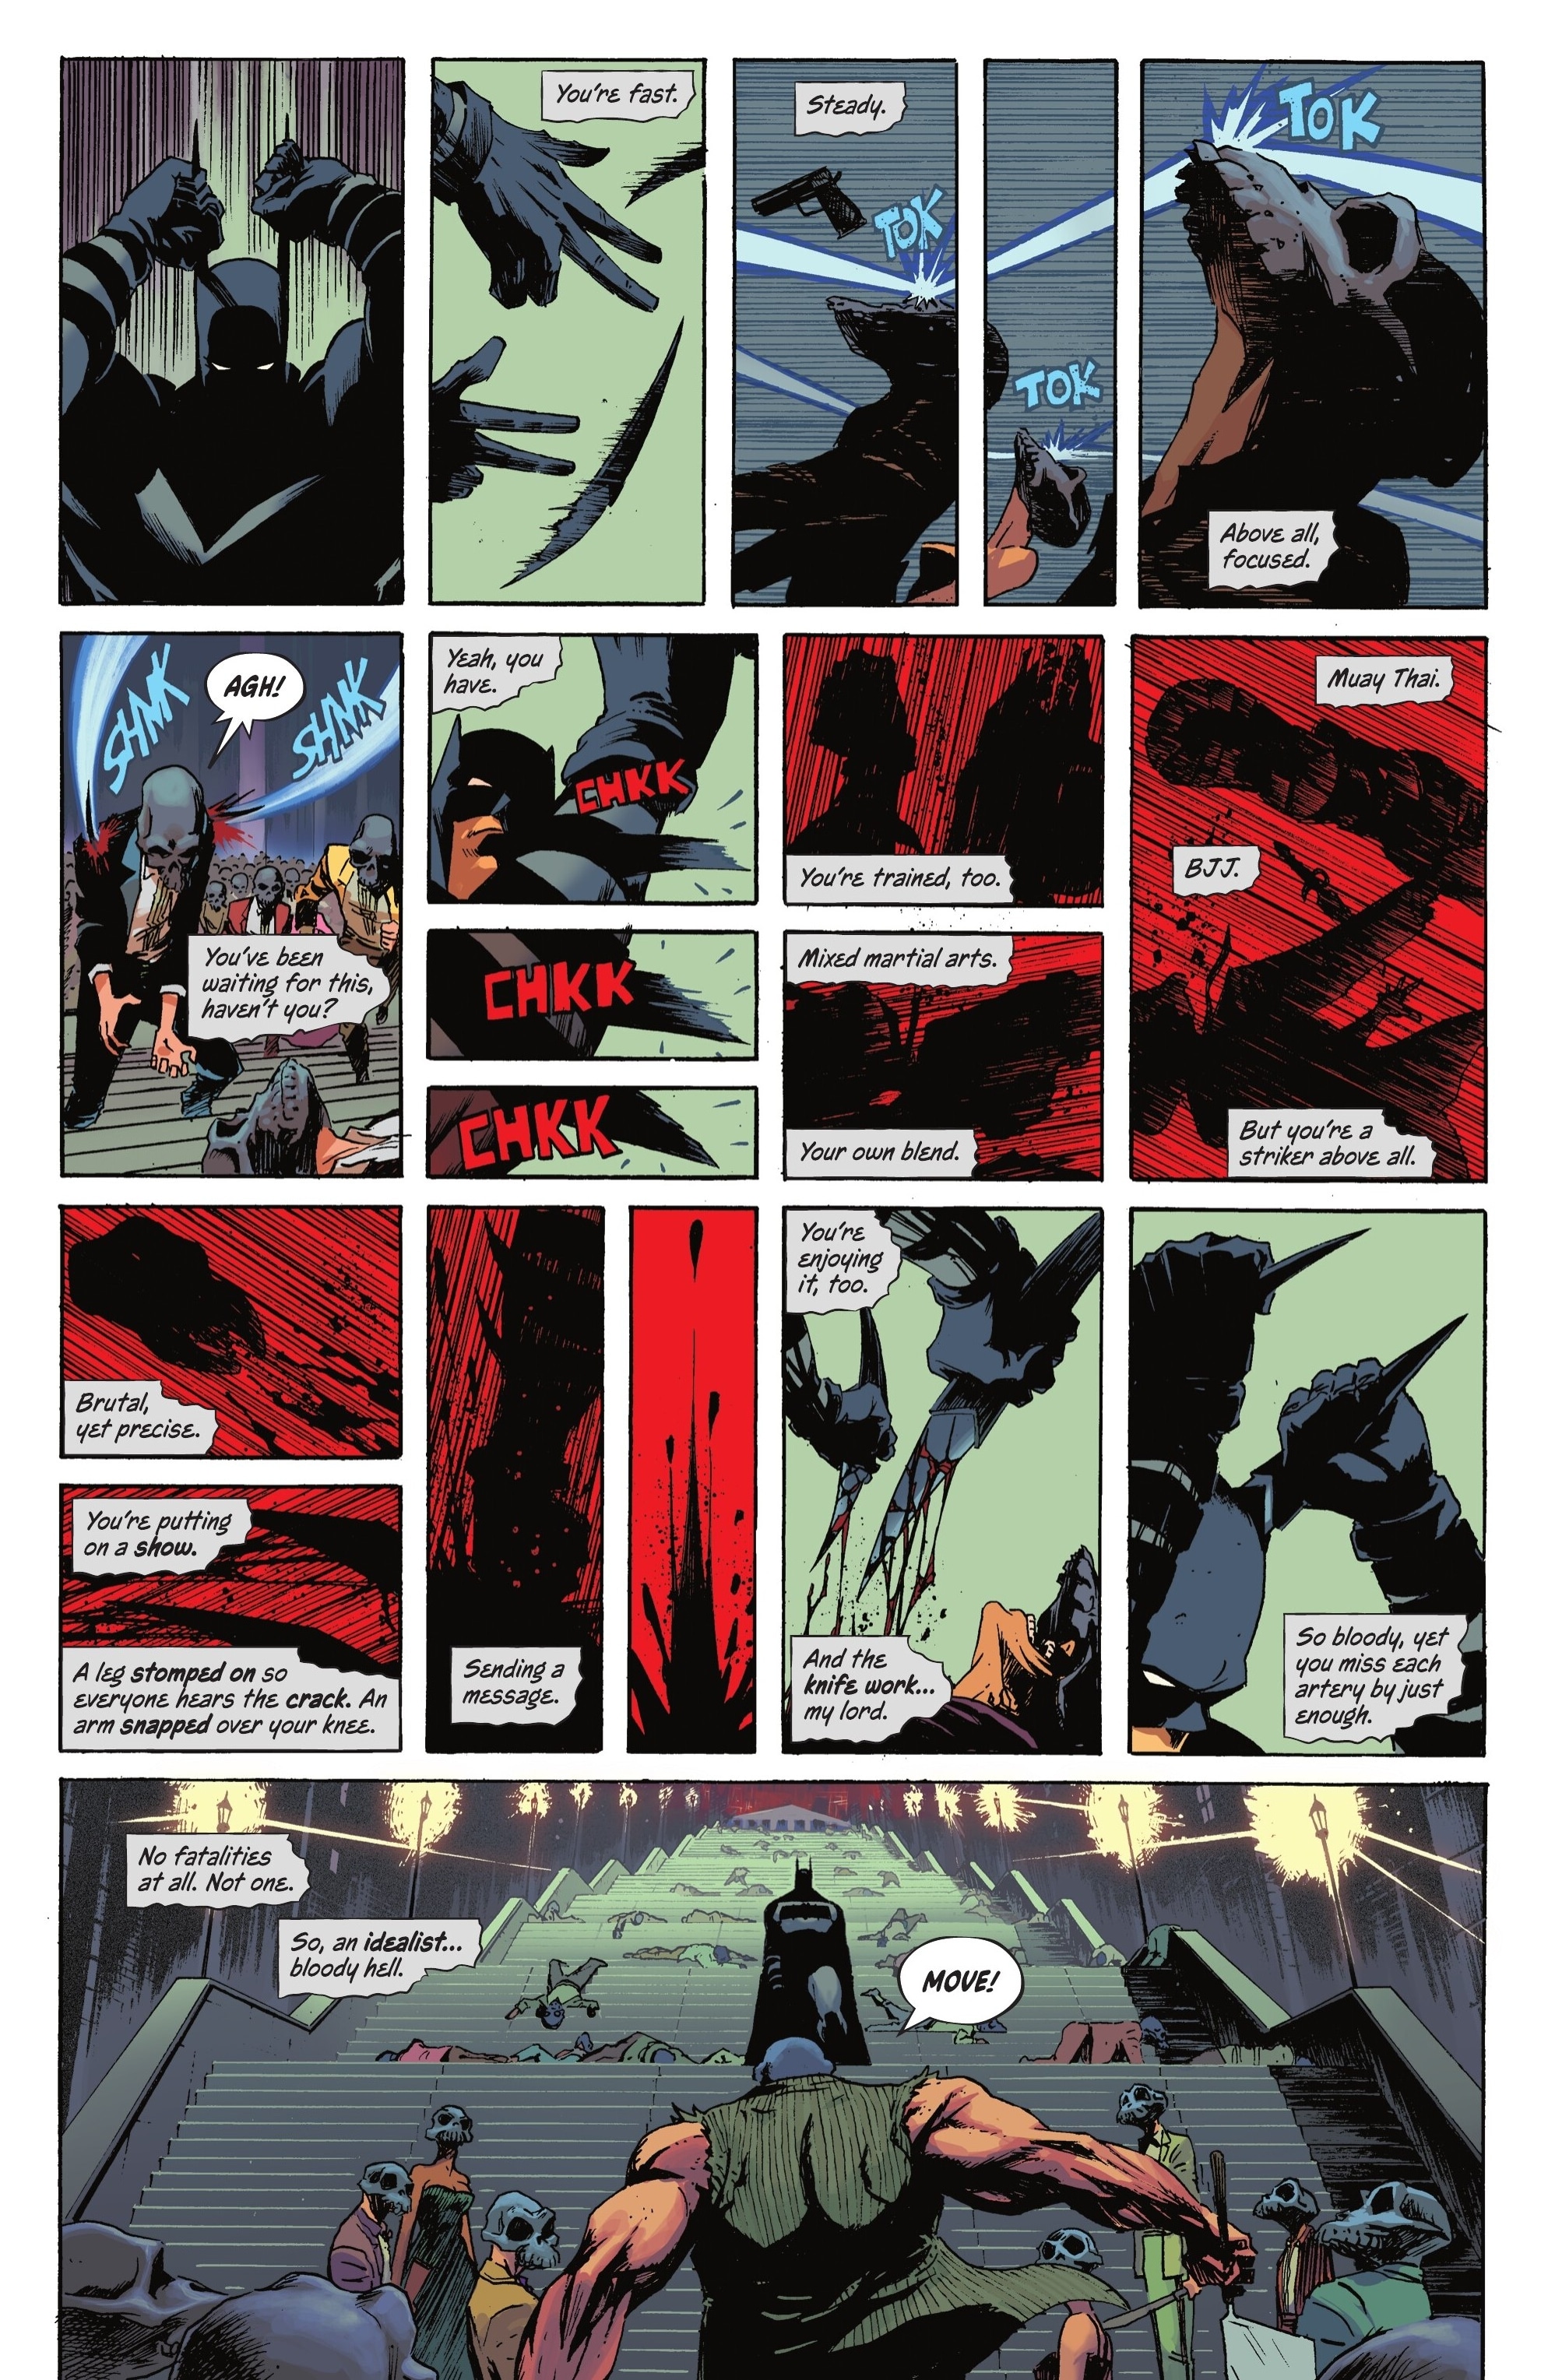 You're fast.
Steady.
TOK
TOK
TOK
Above all,
focused.
SHNK
AGH!
SHNK
You've been
waiting for this,
haven't you?
Yeah, you
have.
CHKK
CHKK
CHKK
You're trained, too.
Mixed martial arts.
Your own blend.
Muay Thai.
BJJ.
But you're a
striker above all.
Brutal,
yet precise.
You're putting
on a show.
A leg stomped on so
everyone hears the crack. An
arm snapped over your knee.
Sending a
message.
You're
enjoying
it, too.
And the
knife work...
my lord.
So bloody, yet
you miss each
artery by just
enough.
No fatalities
at all. Not one.
So, an idealist...
bloody hell.
MOVE!